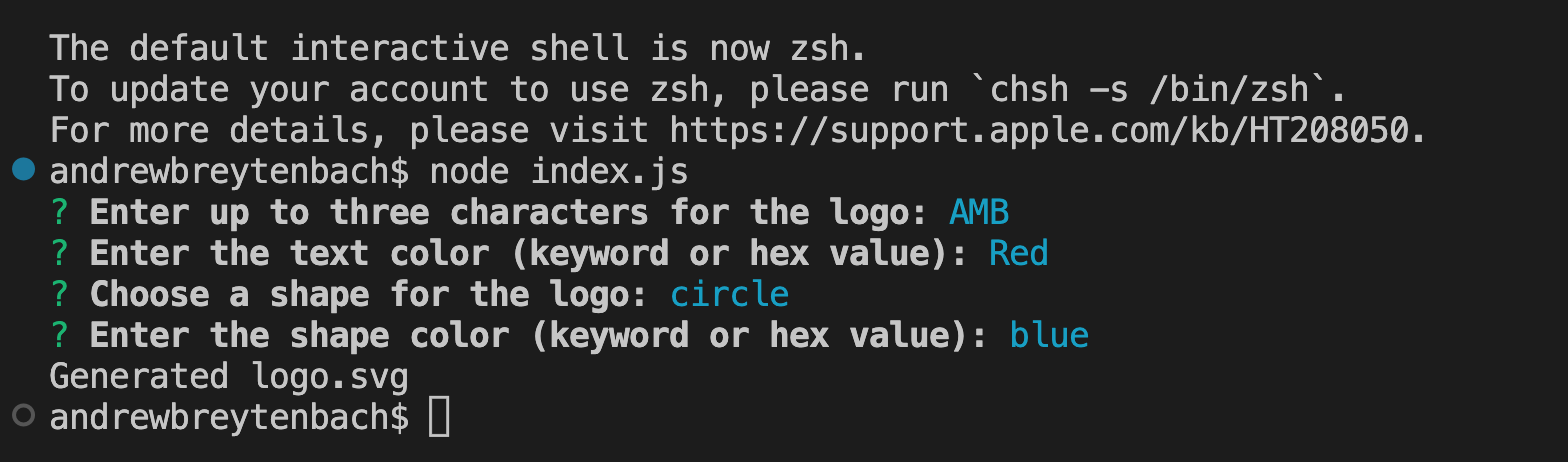 The default interactive shell is now zsh.
To update your account to use zsh, please run `chsh -s /bin/zsh`.
For more details, please visit https://support.apple.com/kb/HT208050.
andrewbreytenbach$ node index.js
? Enter up to three characters for the logo: AMB
? Enter the text color (keyword or hex value): Red
? Choose a shape for the logo: circle
? Enter the shape color (keyword or hex value): blue
Generated logo.svg
andrewbreytenbach$